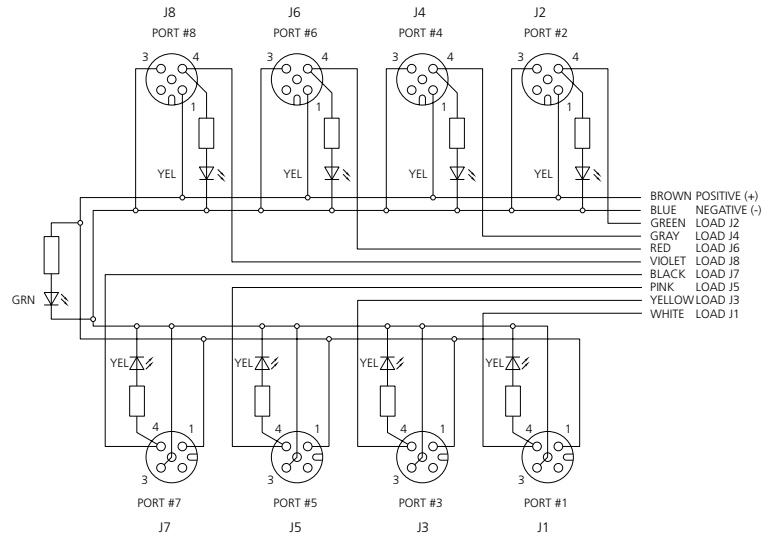 J8 J6 J4 J2
PORT #8 PORT #6 PORT #4 PORT #2
3 4 3 4 3 4 3 4
1 1 1 1
YEL YEL YEL YEL
BROWN POSITIVE (+)
BLUE NEGATIVE (-)
GREEN LOAD J2
GRAY LOAD J4
RED LOAD J6
VIOLET LOAD J8
BLACK LOAD J7
PINK LOAD J5
YELLOW LOAD J3
WHITE LOAD J1
GRN
YEL YEL YEL YEL
4 1 4 1 4 1 4 1
3 3 3 3
PORT #7 PORT #5 PORT #3 PORT #1
J7 J5 J3 J1